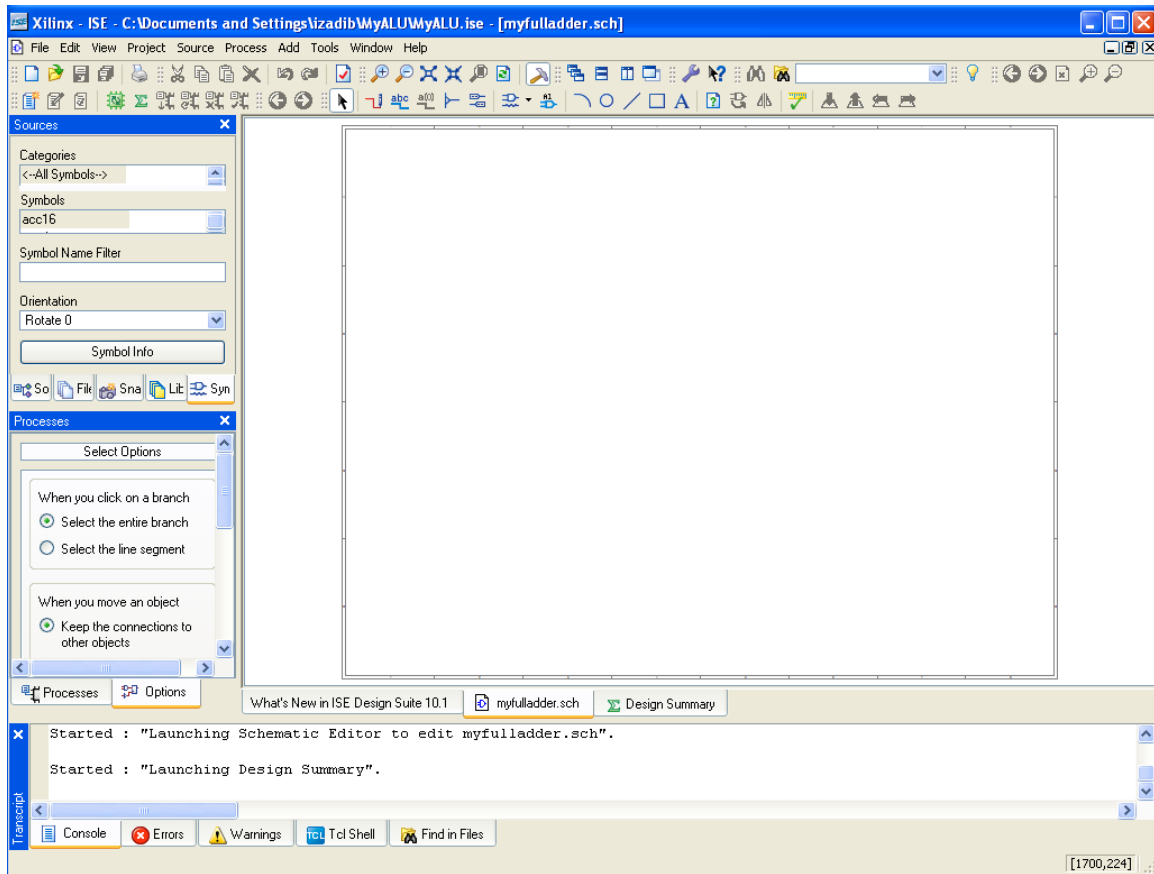 Xilinx - ISE - C:\Documents and Settings\izadib\MyALU\MyALU.ise - [myfulladder.sch]
File Edit View Project Source Process Add Tools Window Help
Sources
Categories
<--All Symbols-->
Symbols
acc16
Symbol Name Filter
Orientation
Rotate 0
Symbol Info
So File Sna Lib Syn
Processes
Select Options
When you click on a branch
Select the entire branch
Select the line segment
When you move an object
Keep the connections to
other objects
Processes Options
What's New in ISE Design Suite 10.1 myfulladder.sch Design Summary
Started : "Launching Schematic Editor to edit myfulladder.sch".
Started : "Launching Design Summary".
Transcript
Console Errors Warnings Tcl Shell Find in Files
[1700,224]